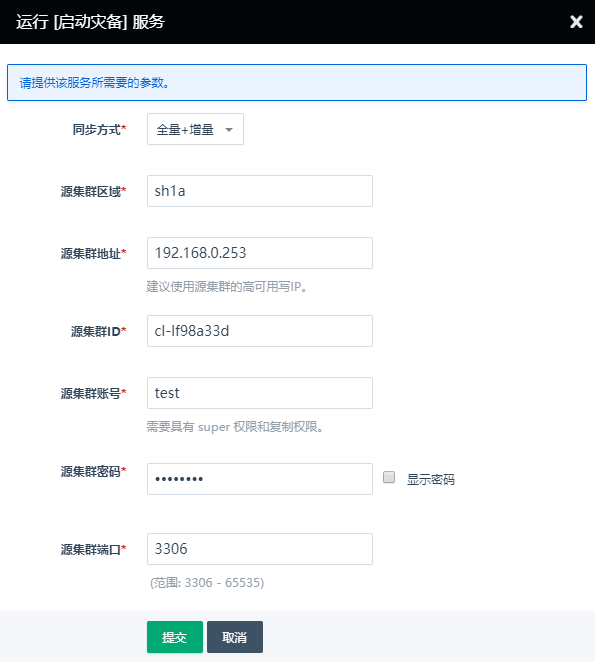 运行 [启动灾备] 服务
请提供该服务所需要的参数。
同步方式* 全量+增量
源集群区域* sh1a
源集群地址* 192.168.0.253
建议使用源集群的高可用写IP。
源集群ID* cl-lf98a33d
源集群账号* test
需要具有 super 权限和复制权限。
源集群密码* •••••••• 显示密码
源集群端口* 3306
(范围: 3306 - 65535)
提交 取消